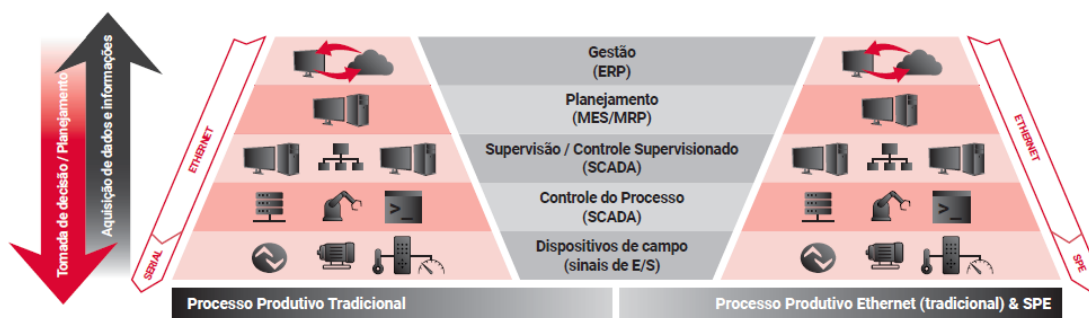 Tomada de decisão / Planejamento
Aquisição de dados e informações
ETHERNET
SERIAL
Gestão
(ERP)
Planejamento
(MES/MRP)
Supervisão / Controle Supervisionado
(SCADA)
Controle do Processo
(SCADA)
Dispositivos de campo
(sinais de E/S)
ETHERNET
SPE
Processo Produtivo Tradicional
Processo Produtivo Ethernet (tradicional) & SPE